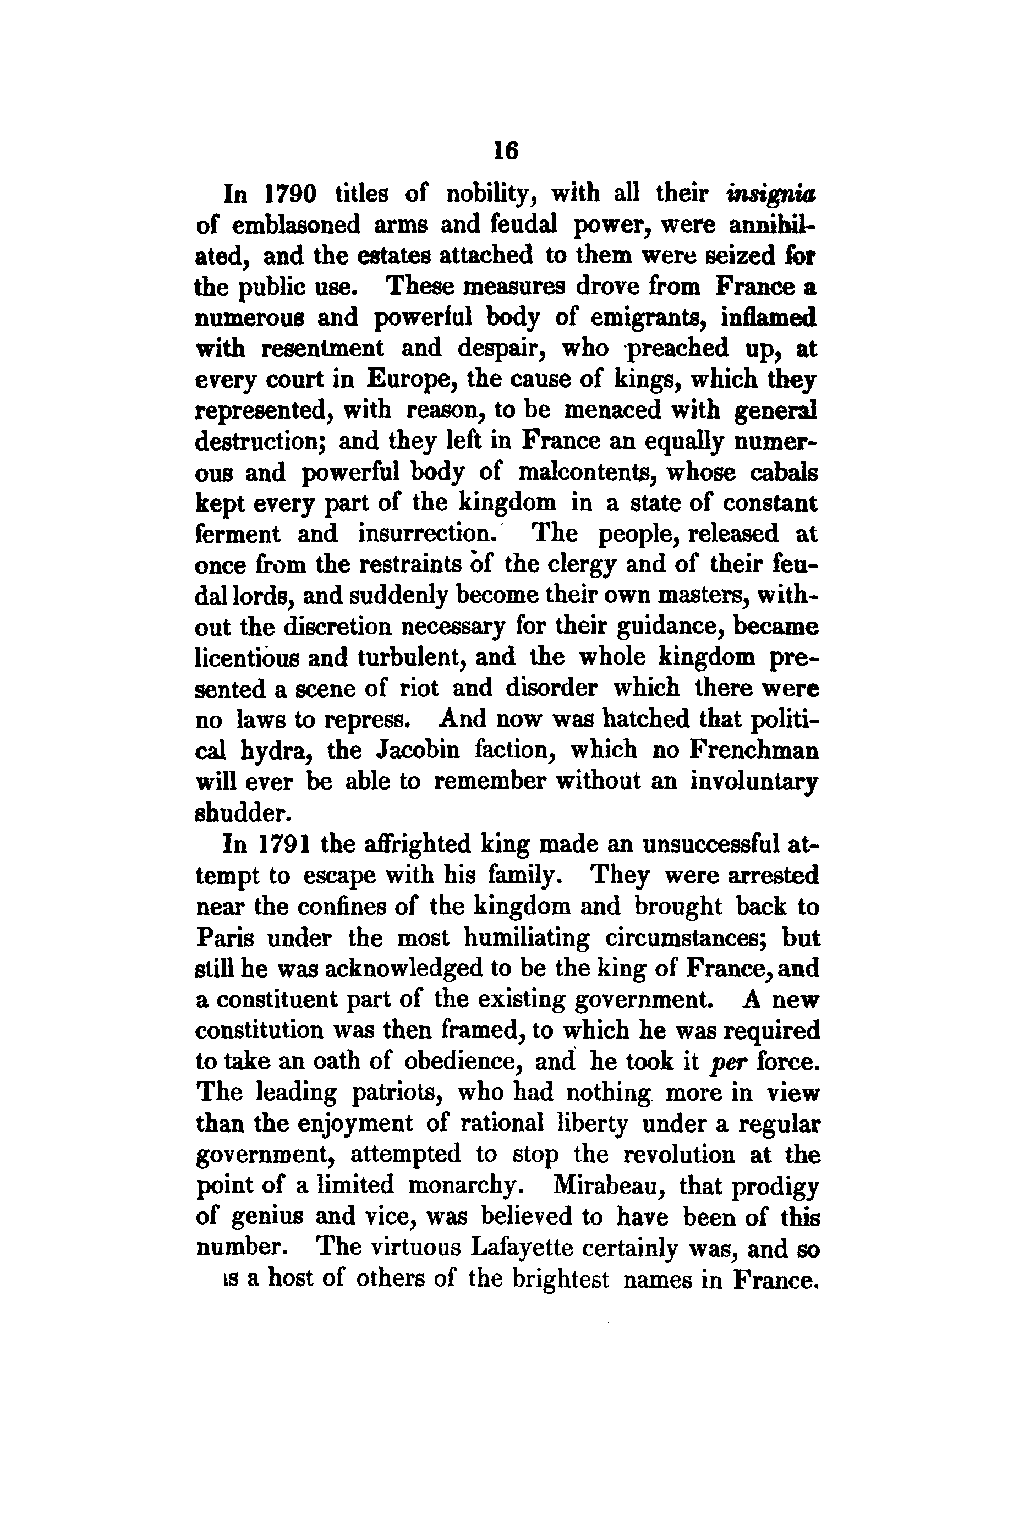 16
In 1790 titles of nobility, with all their insignia
of emblasoned arms and feudal power, were annihil-
ated, and the estates attached to them were seized for
the public use. These measures drove from France a
numerous and powerful body of emigrants, inflamed
with resentment and despair, who preached up, at
every court in Europe, the cause of kings, which they
represented, with reason, to be menaced with general
destruction; and they left in France an equally numer-
ous and powerful body of malcontents, whose cabals
kept every part of the kingdom in a state of constant
ferment and insurrection. The people, released at
once from the restraints of the clergy and of their feu-
dal lords, and suddenly become their own masters, with-
out the discretion necessary for their guidance, became
licentious and turbulent, and the whole kingdom pre-
sented a scene of riot and disorder which there were
no laws to repress. And now was hatched that politi-
cal hydra, the Jacobin faction, which no Frenchman
will ever be able to remember without an involuntary
shudder.
In 1791 the affrighted king made an unsuccessful at-
tempt to escape with his family. They were arrested
near the confines of the kingdom and brought back to
Paris under the most humiliating circumstances; but
still he was acknowledged to be the king of France, and
a constituent part of the existing government. A new
constitution was then framed, to which he was required
to take an oath of obedience, and he took it per force.
The leading patriots, who had nothing more in view
than the enjoyment of rational liberty under a regular
government, attempted to stop the revolution at the
point of a limited monarchy. Mirabeau, that prodigy
of genius and vice, was believed to have been of this
number. The virtuous Lafayette certainly was, and so
is a host of others of the brightest names in France.